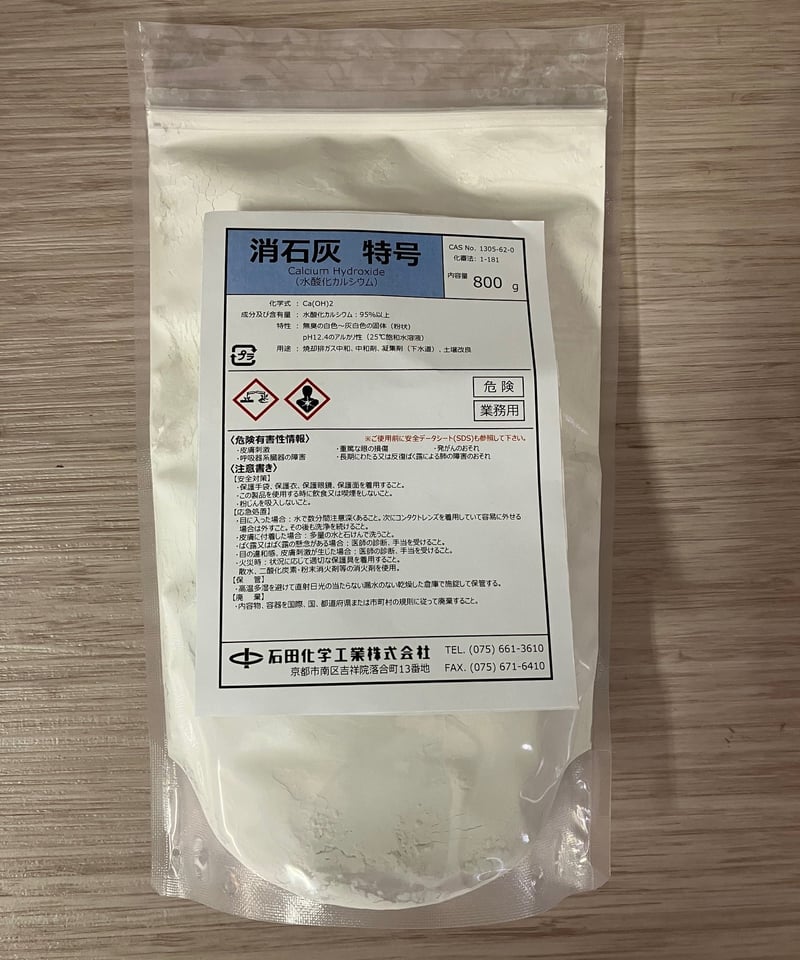 消石灰 特号
Calcium Hydroxide
（水酸化カルシウム）
CAS No. 1305-62-0
化審法: 1-181
内容量 800 g
化学式 : Ca(OH)2
成分及び含有量 : 水酸化カルシウム : 95%以上
特性 : 無臭の白色～灰白色の固体（粉状）
pH12.4のアルカリ性（25℃飽和水溶液）
用途 : 焼却排ガス中和、中和剤、凝集剤（下水道）、土壌改良
プラ
危険
業務用
〈危険有害性情報〉 ※ご使用前に安全データシート(SDS)も参照して下さい。
・皮膚刺激 ・重篤な眼の損傷 ・発がんのおそれ
・呼吸器系臓器の障害 ・長期にわたる又は反復ばく露による肺の障害のおそれ
〈注意書き〉
【安全対策】
・保護手袋、保護衣、保護眼鏡、保護面を着用すること。
・この製品を使用する時に飲食又は喫煙をしないこと。
・粉じんを吸入しないこと。
【応急処置】
・目に入った場合 : 水で数分間注意深くあること。次にコンタクトレンズを着用していて容易に外せる
場合は外すこと。その後も洗浄を続けること。
・皮膚に付着した場合 : 多量の水と石けんで洗うこと。
・ばく露又はばく露の懸念がある場合 : 医師の診断、手当を受けること。
・目の違和感、皮膚刺激が生じた場合 : 医師の診断、手当を受けること。
・火災時 : 状況に応じて適切な保護具を着用すること。
散水、二酸化炭素・粉末消火剤等の消火剤を使用。
【保 管】
・高温多湿を避けて直射日光の当たらない漏水のない乾燥した倉庫で施錠して保管する。
【廃 棄】
・内容物、容器を国際、国、都道府県または市町村の規則に従って廃棄すること。
石田化学工業株式会社
京都市南区吉祥院落合町13番地
TEL. (075) 661-3610
FAX. (075) 671-6410